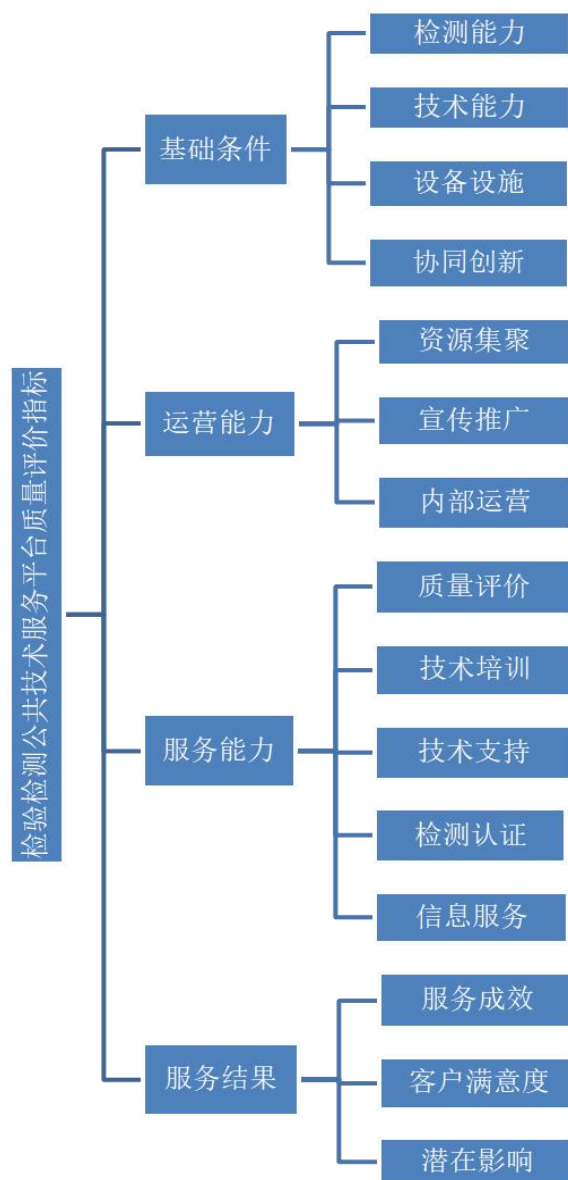 检验检测公共技术服务平台质量评价指标
基础条件
检测能力
技术能力
设备设施
协同创新
运营能力
资源集聚
宣传推广
内部运营
服务能力
质量评价
技术培训
技术支持
检测认证
信息服务
服务结果
服务成效
客户满意度
潜在影响